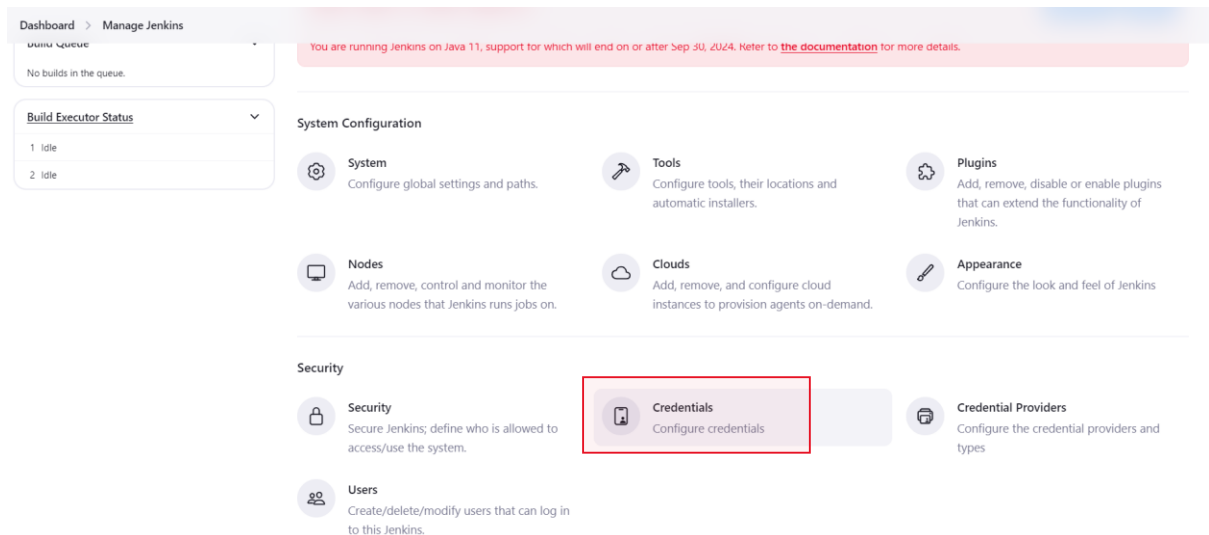 Dashboard > Manage Jenkins
Build Queue
No builds in the queue.
Build Executor Status
1 Idle
2 Idle
You are running Jenkins on Java 11, support for which will end on or after Sep 30, 2024. Refer to the documentation for more details.
System Configuration
System
Configure global settings and paths.
Tools
Configure tools, their locations and
automatic installers.
Plugins
Add, remove, disable or enable plugins
that can extend the functionality of
Jenkins.
Nodes
Add, remove, control and monitor the
various nodes that Jenkins runs jobs on.
Clouds
Add, remove, and configure cloud
instances to provision agents on-demand.
Appearance
Configure the look and feel of Jenkins
Security
Security
Secure Jenkins; define who is allowed to
access/use the system.
Credentials
Configure credentials
Credential Providers
Configure the credential providers and
types
Users
Create/delete/modify users that can log in
to this Jenkins.